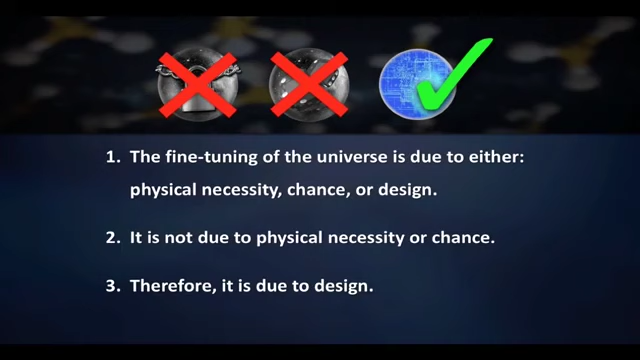 1. The fine-tuning of the universe is due to either:
physical necessity, chance, or design.
2. It is not due to physical necessity or chance.
3. Therefore, it is due to design.